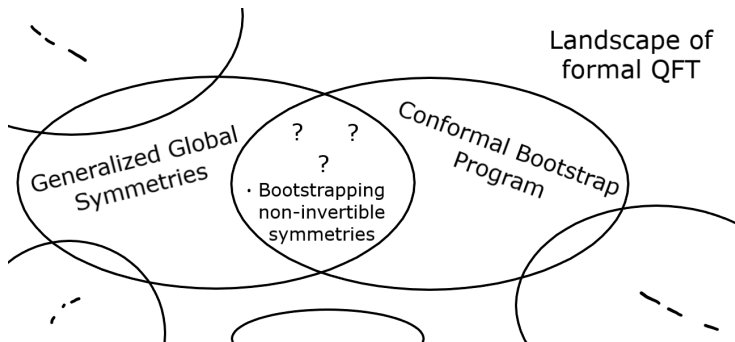 Landscape of
formal QFT
Generalized Global
Symmetries
Conformal Bootstrap
Program
? ?
?
· Bootstrapping
non-invertible
symmetries